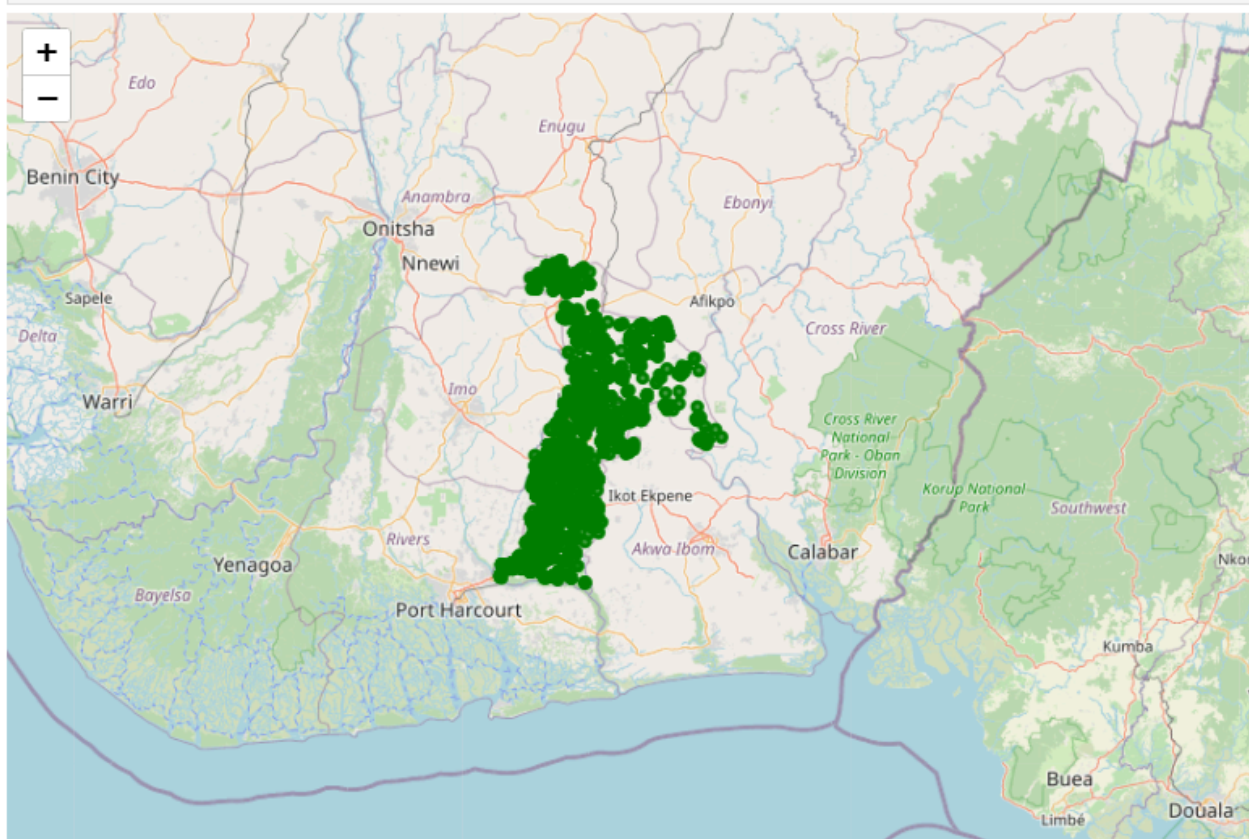 +
−
Edo
Enugu
Benin City
Anambra
Ebonyi
Onitsha
Nnewi
Sapele
Afikpo
Delta
Cross River
Imo
Warri
Cross River
National
Park - Oban
Division
Korup National
Park
Ikot Ekpene
Southwest
Rivers
Akwa Ibom
Calabar
Yenagoa
Bayelsa
Port Harcourt
Kumba
Buea
Limbé
Douala